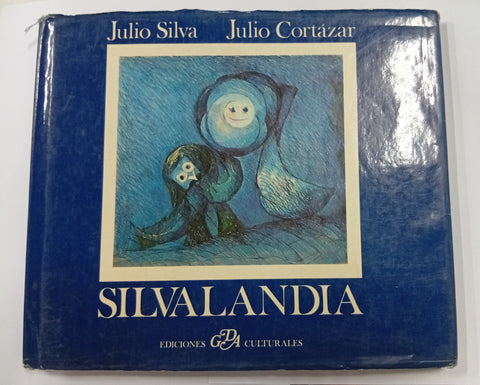 Julio Silva Julio Cortázar
SILVALANDIA
EDICIONES GDA CULTURALES